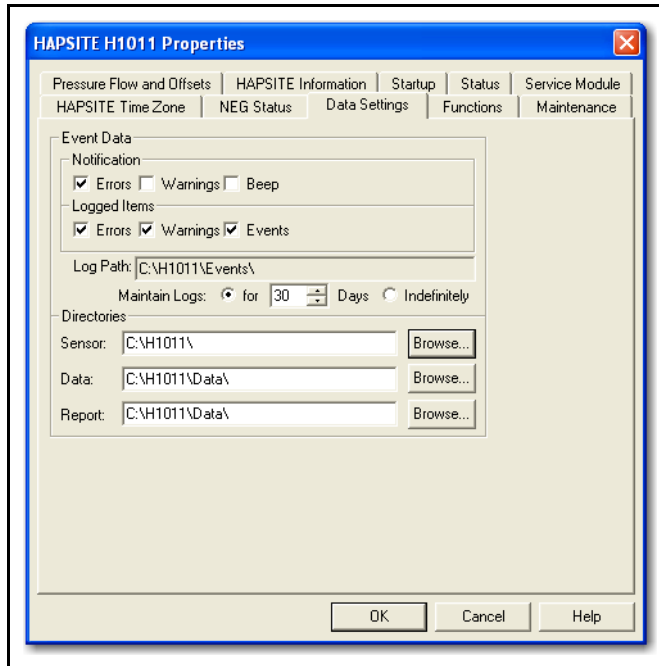 HAPSITE H1011 Properties
Pressure Flow and Offsets HAPSITE Information Startup Status Service Module
HAPSITE Time Zone NEG Status Data Settings Functions Maintenance
Event Data
Notification
Errors Warnings Beep
Logged Items
Errors Warnings Events
Log Path: C:\H1011\Events\
Maintain Logs: for 30 Days Indefinitely
Directories
Sensor: C:\H1011\ Browse...
Data: C:\H1011\Data\ Browse...
Report: C:\H1011\Data\ Browse...
OK Cancel Help